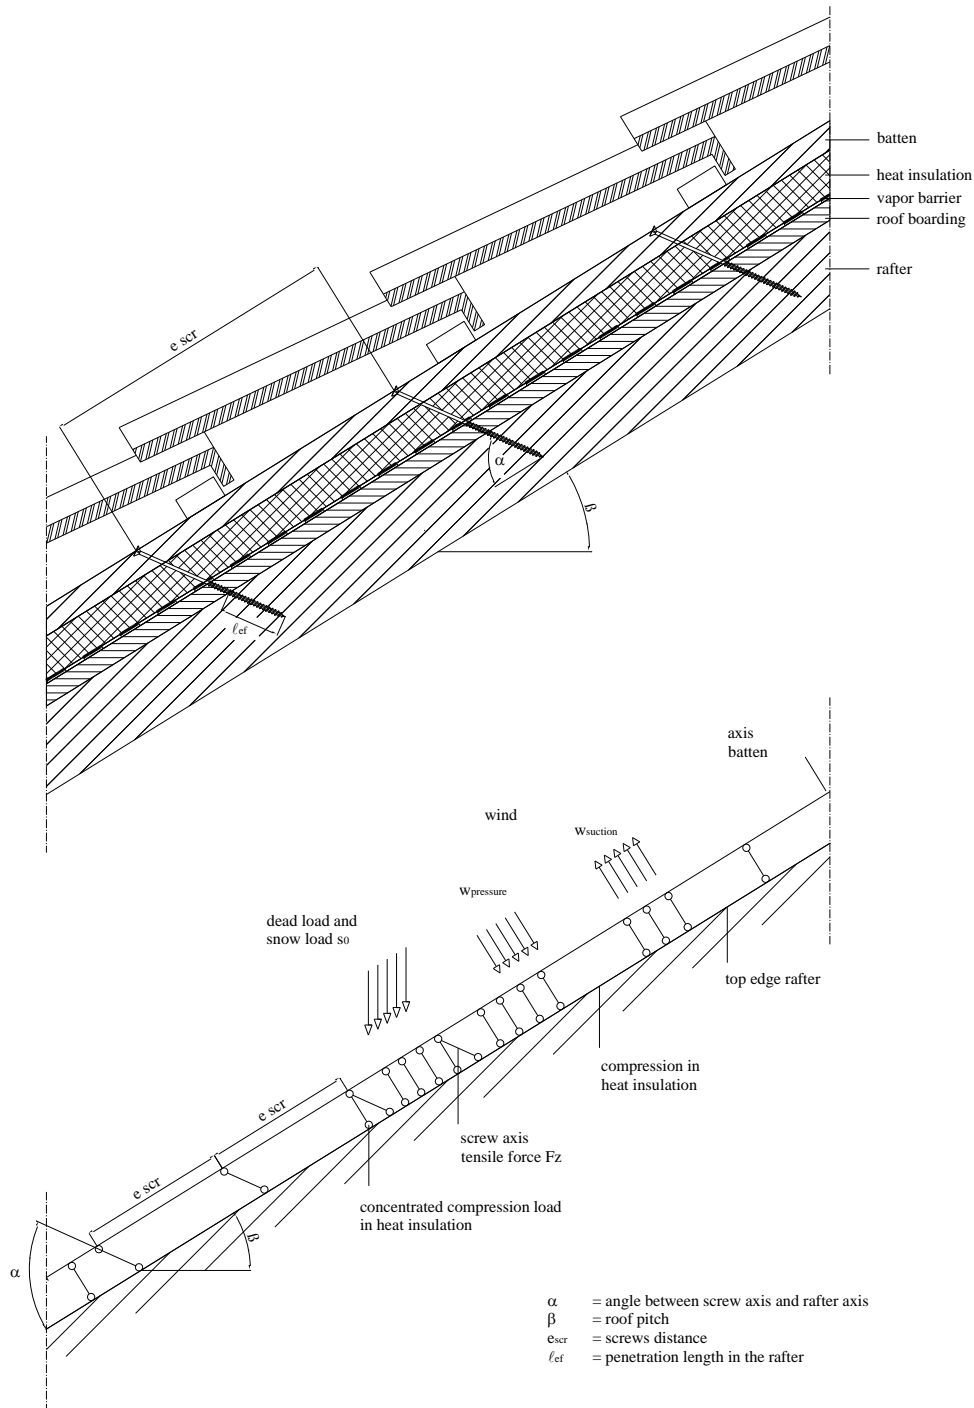 batten
heat insulation
vapor barrier
roof boarding
rafter
e scr
α
β
ℓef
axis
batten
wind
wsuction
wpressure
dead load and
snow load s0
top edge rafter
compression in
heat insulation
e scr
screw axis
tensile force Fz
e scr
concentrated compression load
in heat insulation
β
α
α = angle between screw axis and rafter axis
β = roof pitch
escr = screws distance
ℓef = penetration length in the rafter